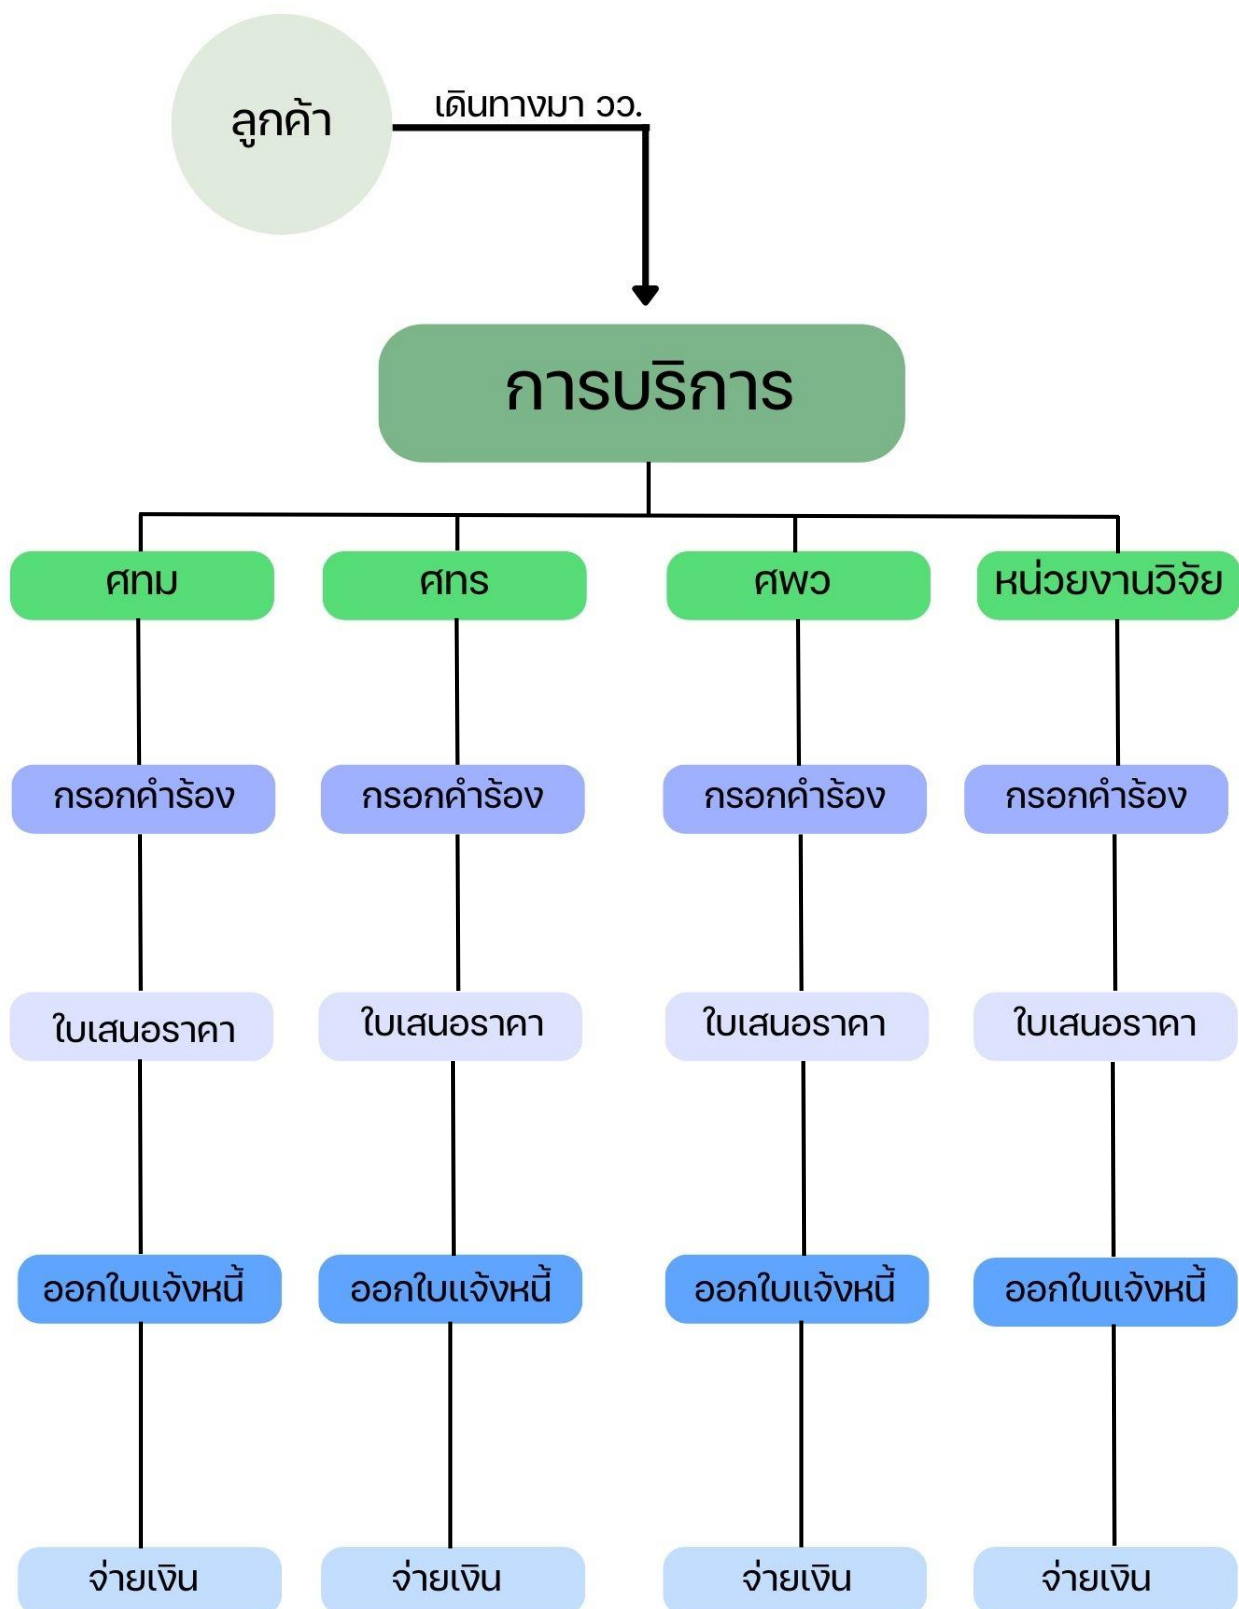 ลูกค้า
เดินทางมา วว.
การบริการ
ศทม
ศทร
ศพว
หน่วยงานวิจัย
กรอกคำร้อง
กรอกคำร้อง
กรอกคำร้อง
กรอกคำร้อง
ใบเสนอราคา
ใบเสนอราคา
ใบเสนอราคา
ใบเสนอราคา
ออกใบแจ้งหนี้
ออกใบแจ้งหนี้
ออกใบแจ้งหนี้
ออกใบแจ้งหนี้
จ่ายเงิน
จ่ายเงิน
จ่ายเงิน
จ่ายเงิน